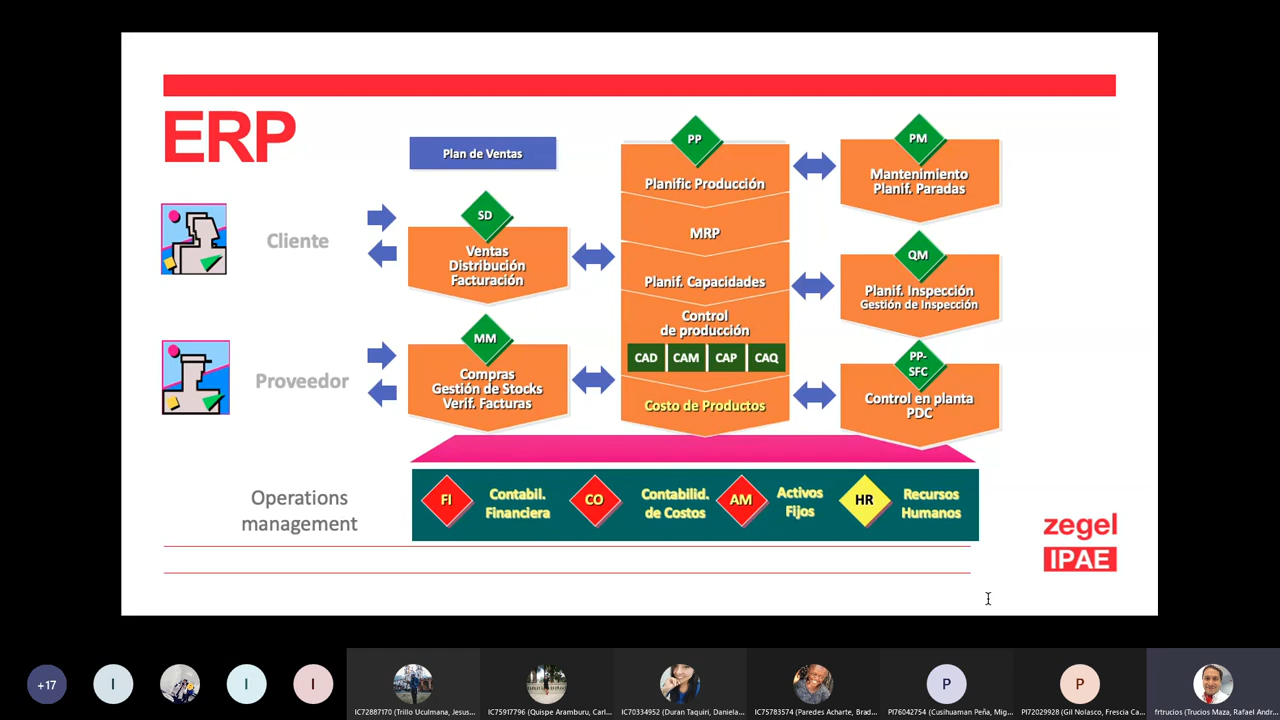 ERP
Plan de Ventas
PP
Planific Producción
MRP
Planif. Capacidades
Control
de producción
CAD
CAM
CAP
CAQ
Costo de Productos
PM
Mantenimiento
Planif. Paradas
Cliente
SD
Ventas
Distribución
Facturación
QM
Planif. Inspección
Gestión de Inspección
Proveedor
MM
Compras
Gestión de Stocks
Verif. Facturas
PP-
SFC
Control en planta
PDC
Operations
management
FI
Contabil.
Financiera
CO
Contabilid.
de Costos
AM
Activos
Fijos
HR
Recursos
Humanos
zegel
IPAE
+17
I
I
I
P
P
IC72887170 (Trillo Uculmana, Jesus...
IC75917796 (Quispe Aramburu, Carl...
IC70334952 (Duran Taquiri, Daniela...
IC75783574 (Paredes Acharte, Brad...
PI76042754 (Cusihuaman Peña, Mig...
PI72029928 (Gil Nolasco, Frescia Ca...
frtrucios (Trucios Maza, Rafael Andr...